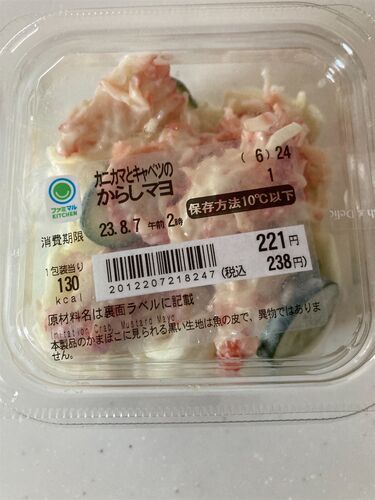 (6)24
1
カニカマとキャベツの
からしマヨ
保存方法10℃以下
ファミマル
KITCHEN
消費期限
23.8.7 午前2時
1包装当り
130
kcal
2012207218247
221円
(税込 238円)
原材料名は裏面ラベルに記載
Imitation Crab, Mustard Mayo
本製品のかまぼこに見られる黒い生地は魚の皮で、異物ではありま
せん。